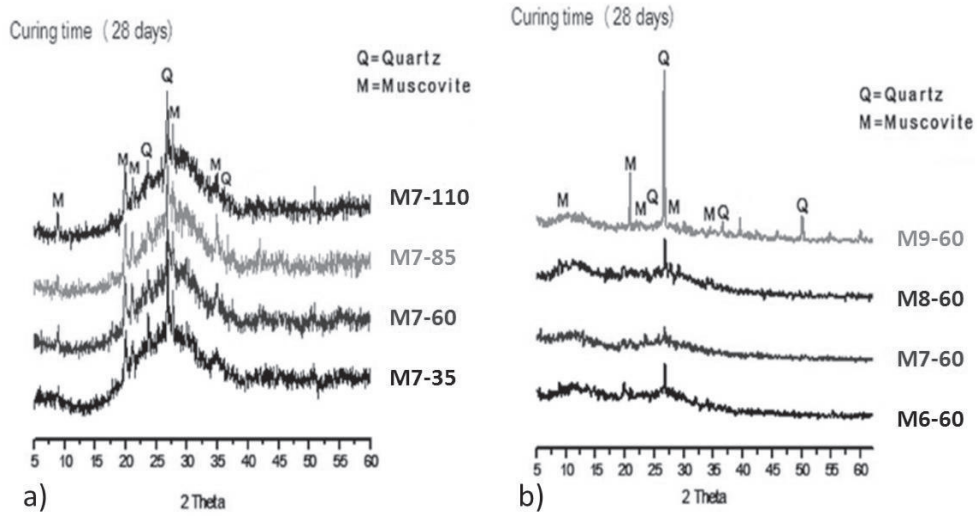 Curing time (28 days)
Q=Quartz
M=Muscovite
Q
M
M
M
Q
M
Q
M
M7-110
M7-85
M7-60
M7-35
5 10 15 20 25 30 35 40 45 50 55 60
2 Theta
a)
Curing time (28 days)
Q=Quartz
M=Muscovite
Q
M
M
M
Q
M
M
Q
Q
M9-60
M8-60
M7-60
M6-60
5 10 15 20 25 30 35 40 45 50 55 60
2 Theta
b)